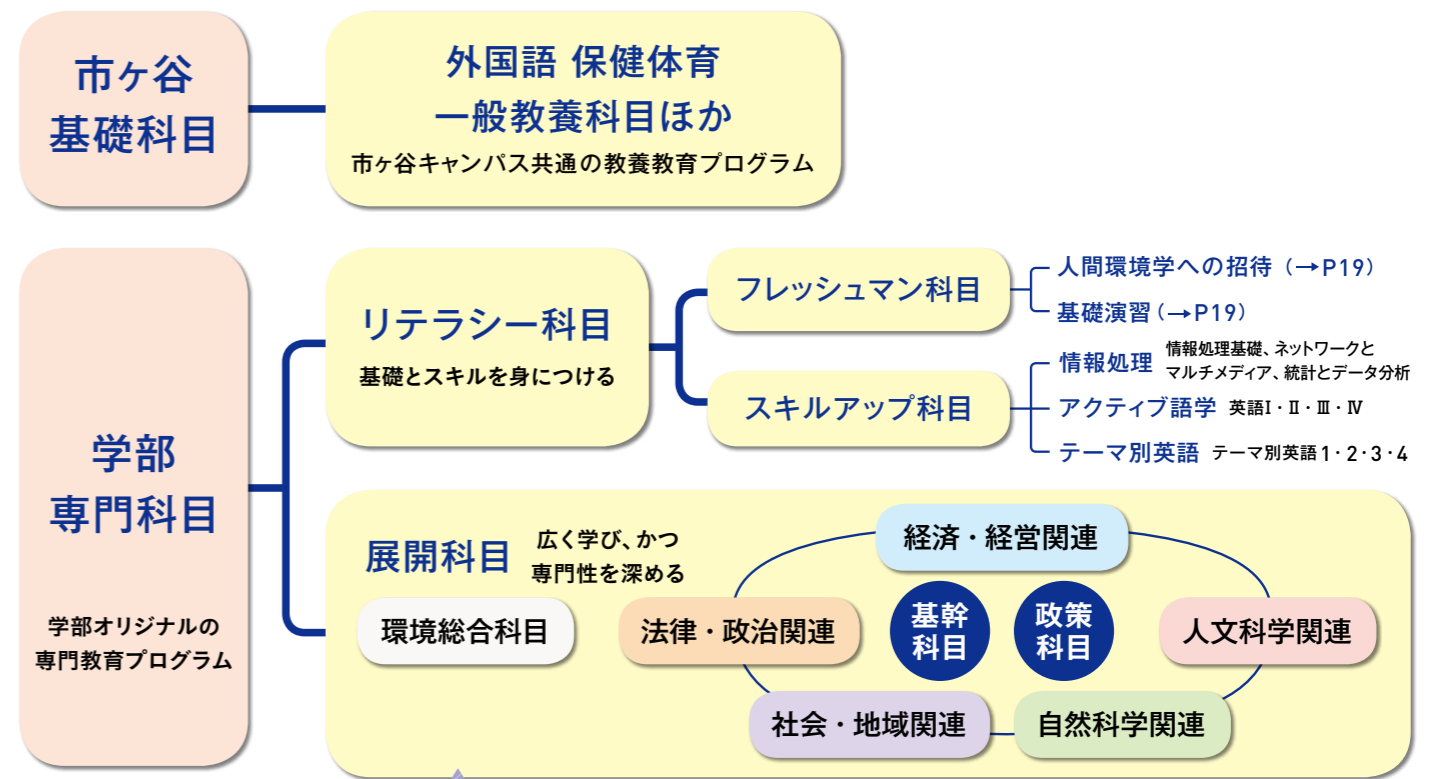 市ヶ谷
基礎科目
外国語 保健体育
一般教養科目ほか
市ヶ谷キャンパス共通の教養教育プログラム
学部
専門科目
学部オリジナルの
専門教育プログラム
リテラシー科目
基礎とスキルを身につける
フレッシュマン科目
人間環境学への招待（→P19）
基礎演習（→P19）
スキルアップ科目
情報処理 情報処理基礎、ネットワークと
マルチメディア、統計とデータ分析
アクティブ語学 英語Ⅰ・Ⅱ・Ⅲ・Ⅳ
テーマ別英語 テーマ別英語1・2・3・4
展開科目
広く学び、かつ
専門性を深める
環境総合科目
経済・経営関連
法律・政治関連
基幹
科目
政策
科目
人文科学関連
社会・地域関連
自然科学関連